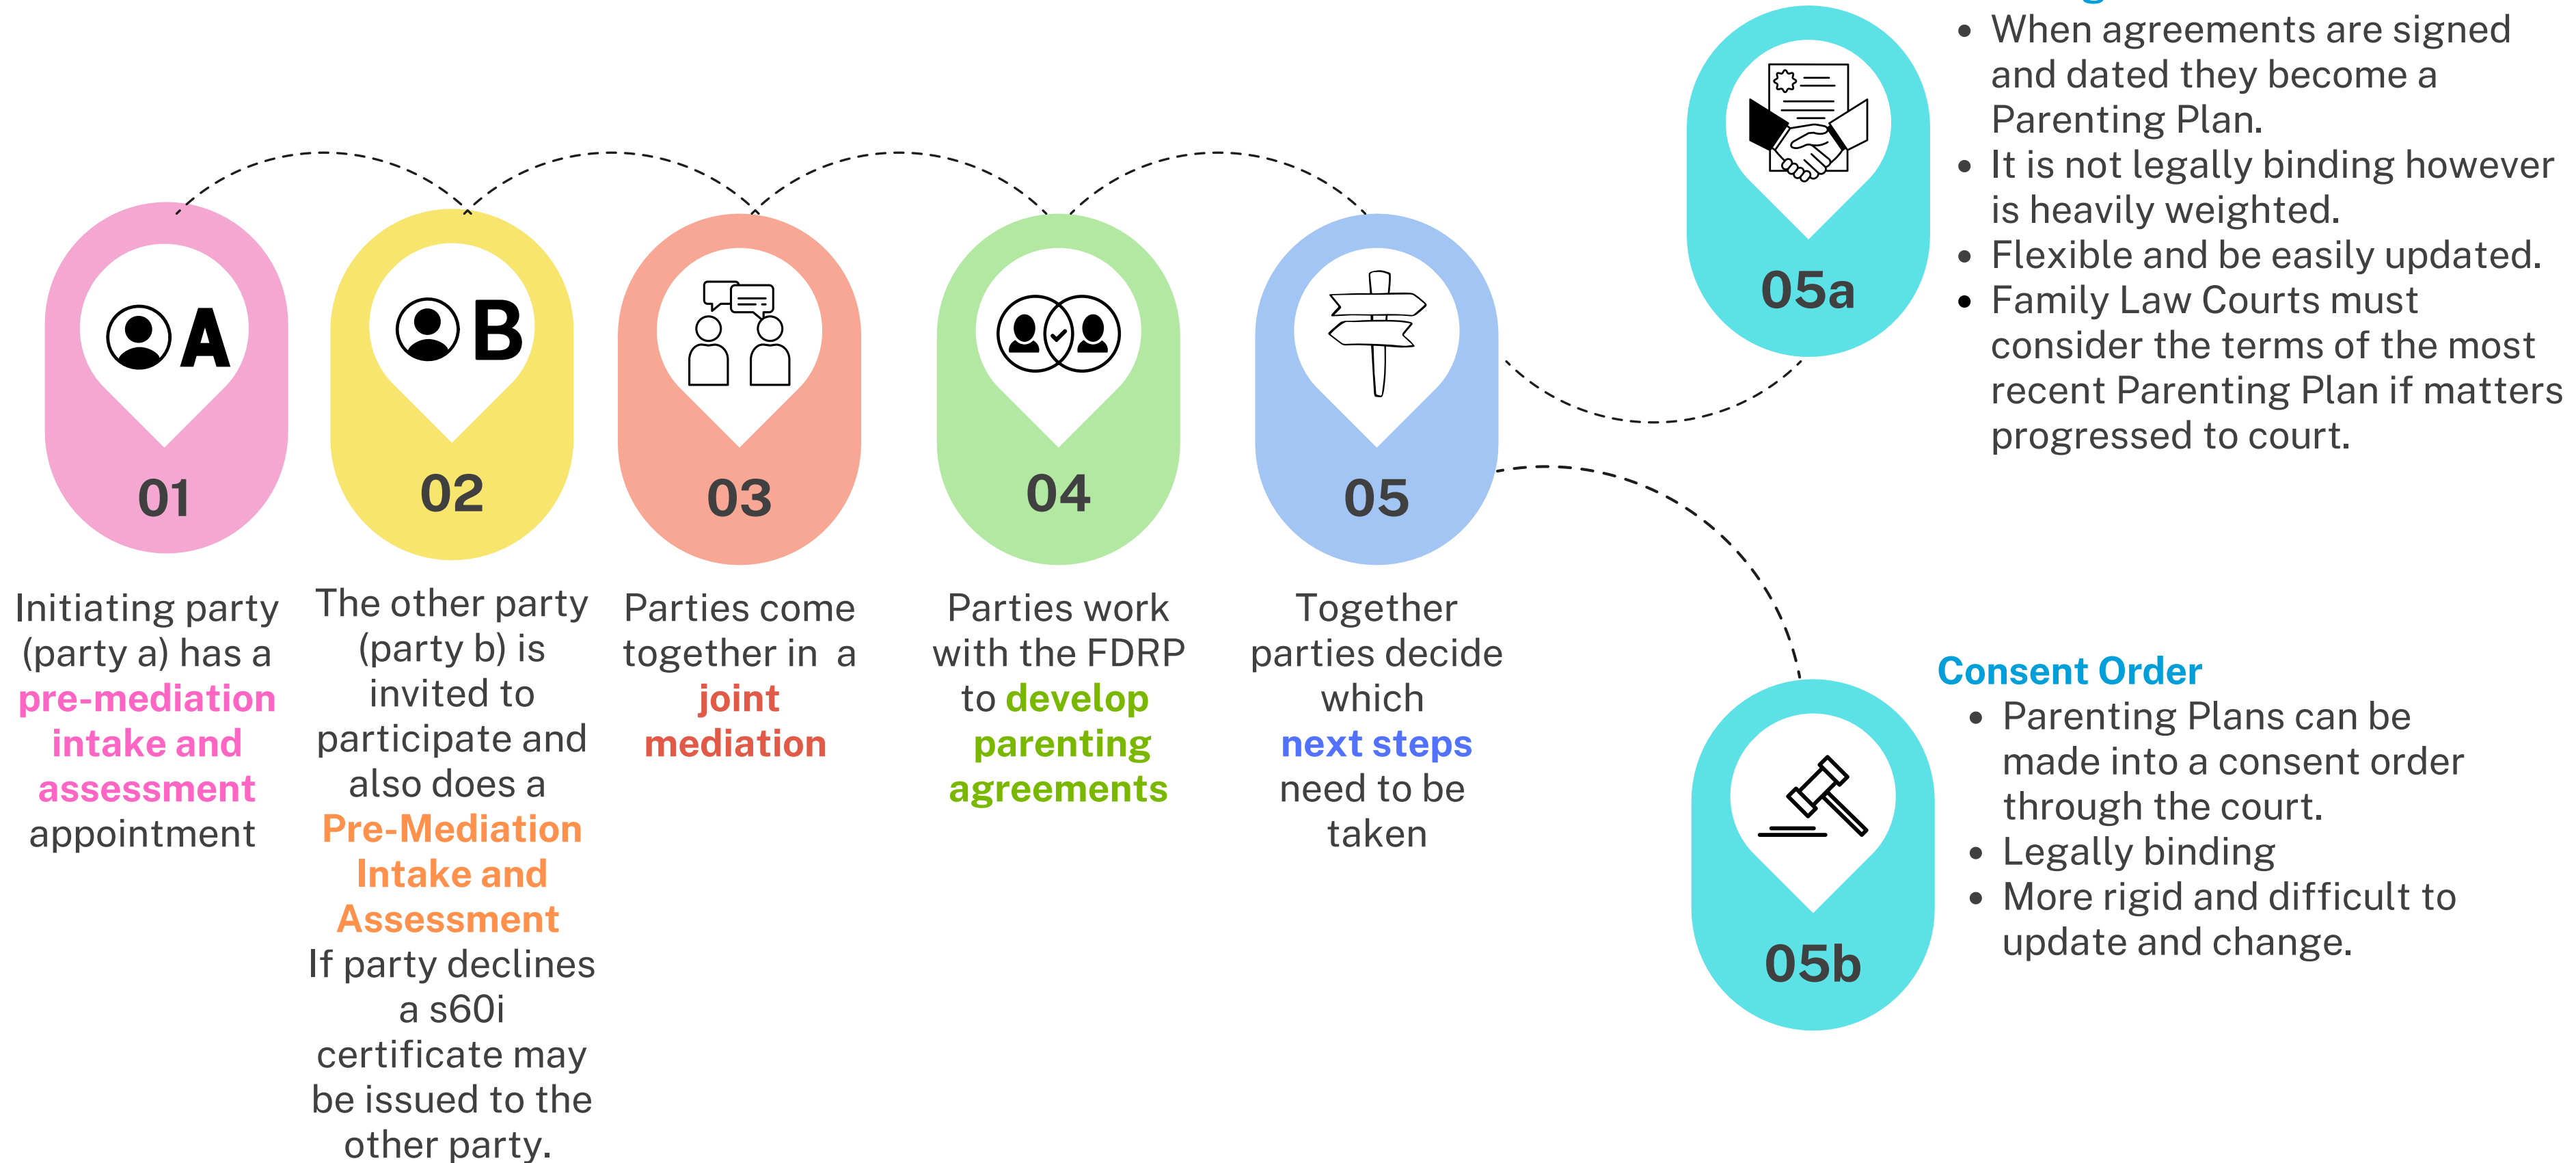 A
01
Initiating party
(party a) has a
pre-mediation
intake and
assessment
appointment
B
02
The other party
(party b) is
invited to
participate and
also does a
Pre-Mediation
Intake and
Assessment
If party declines
a s60i
certificate may
be issued to the
other party.
03
Parties come
together in a
joint
mediation
04
Parties work
with the FDRP
to develop
parenting
agreements
05
Together
parties decide
which
next steps
need to be
taken
05a
• When agreements are signed
and dated they become a
Parenting Plan.
• It is not legally binding however
is heavily weighted.
• Flexible and be easily updated.
• Family Law Courts must
consider the terms of the most
recent Parenting Plan if matters
progressed to court.
05b
Consent Order
• Parenting Plans can be
made into a consent order
through the court.
• Legally binding
• More rigid and difficult to
update and change.